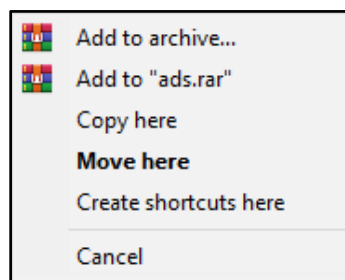 Add to archive...
Add to "ads.rar"
Copy here
Move here
Create shortcuts here
Cancel